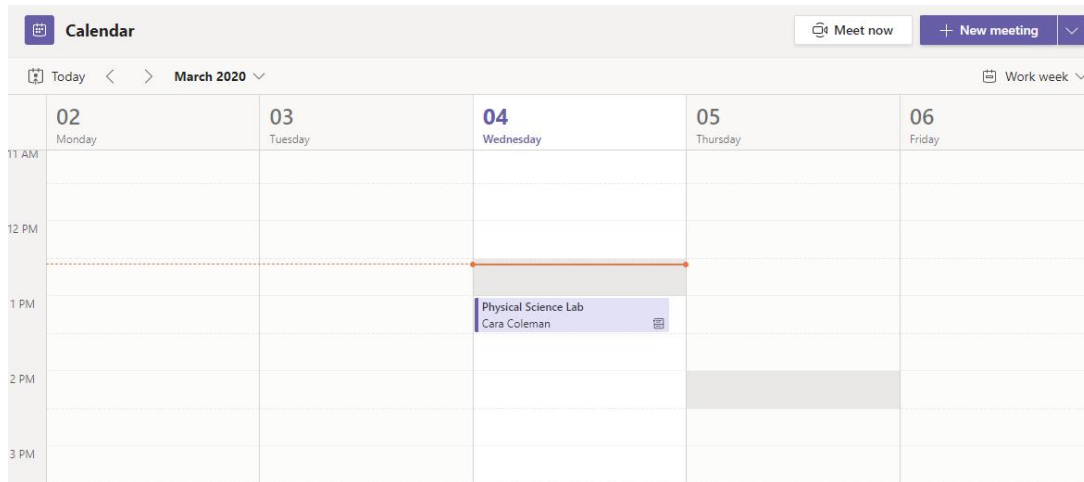 Calendar
Meet now
+ New meeting
Today
March 2020
Work week
02
Monday
03
Tuesday
04
Wednesday
05
Thursday
06
Friday
11 AM
12 PM
1 PM
Physical Science Lab
Cara Coleman
2 PM
3 PM